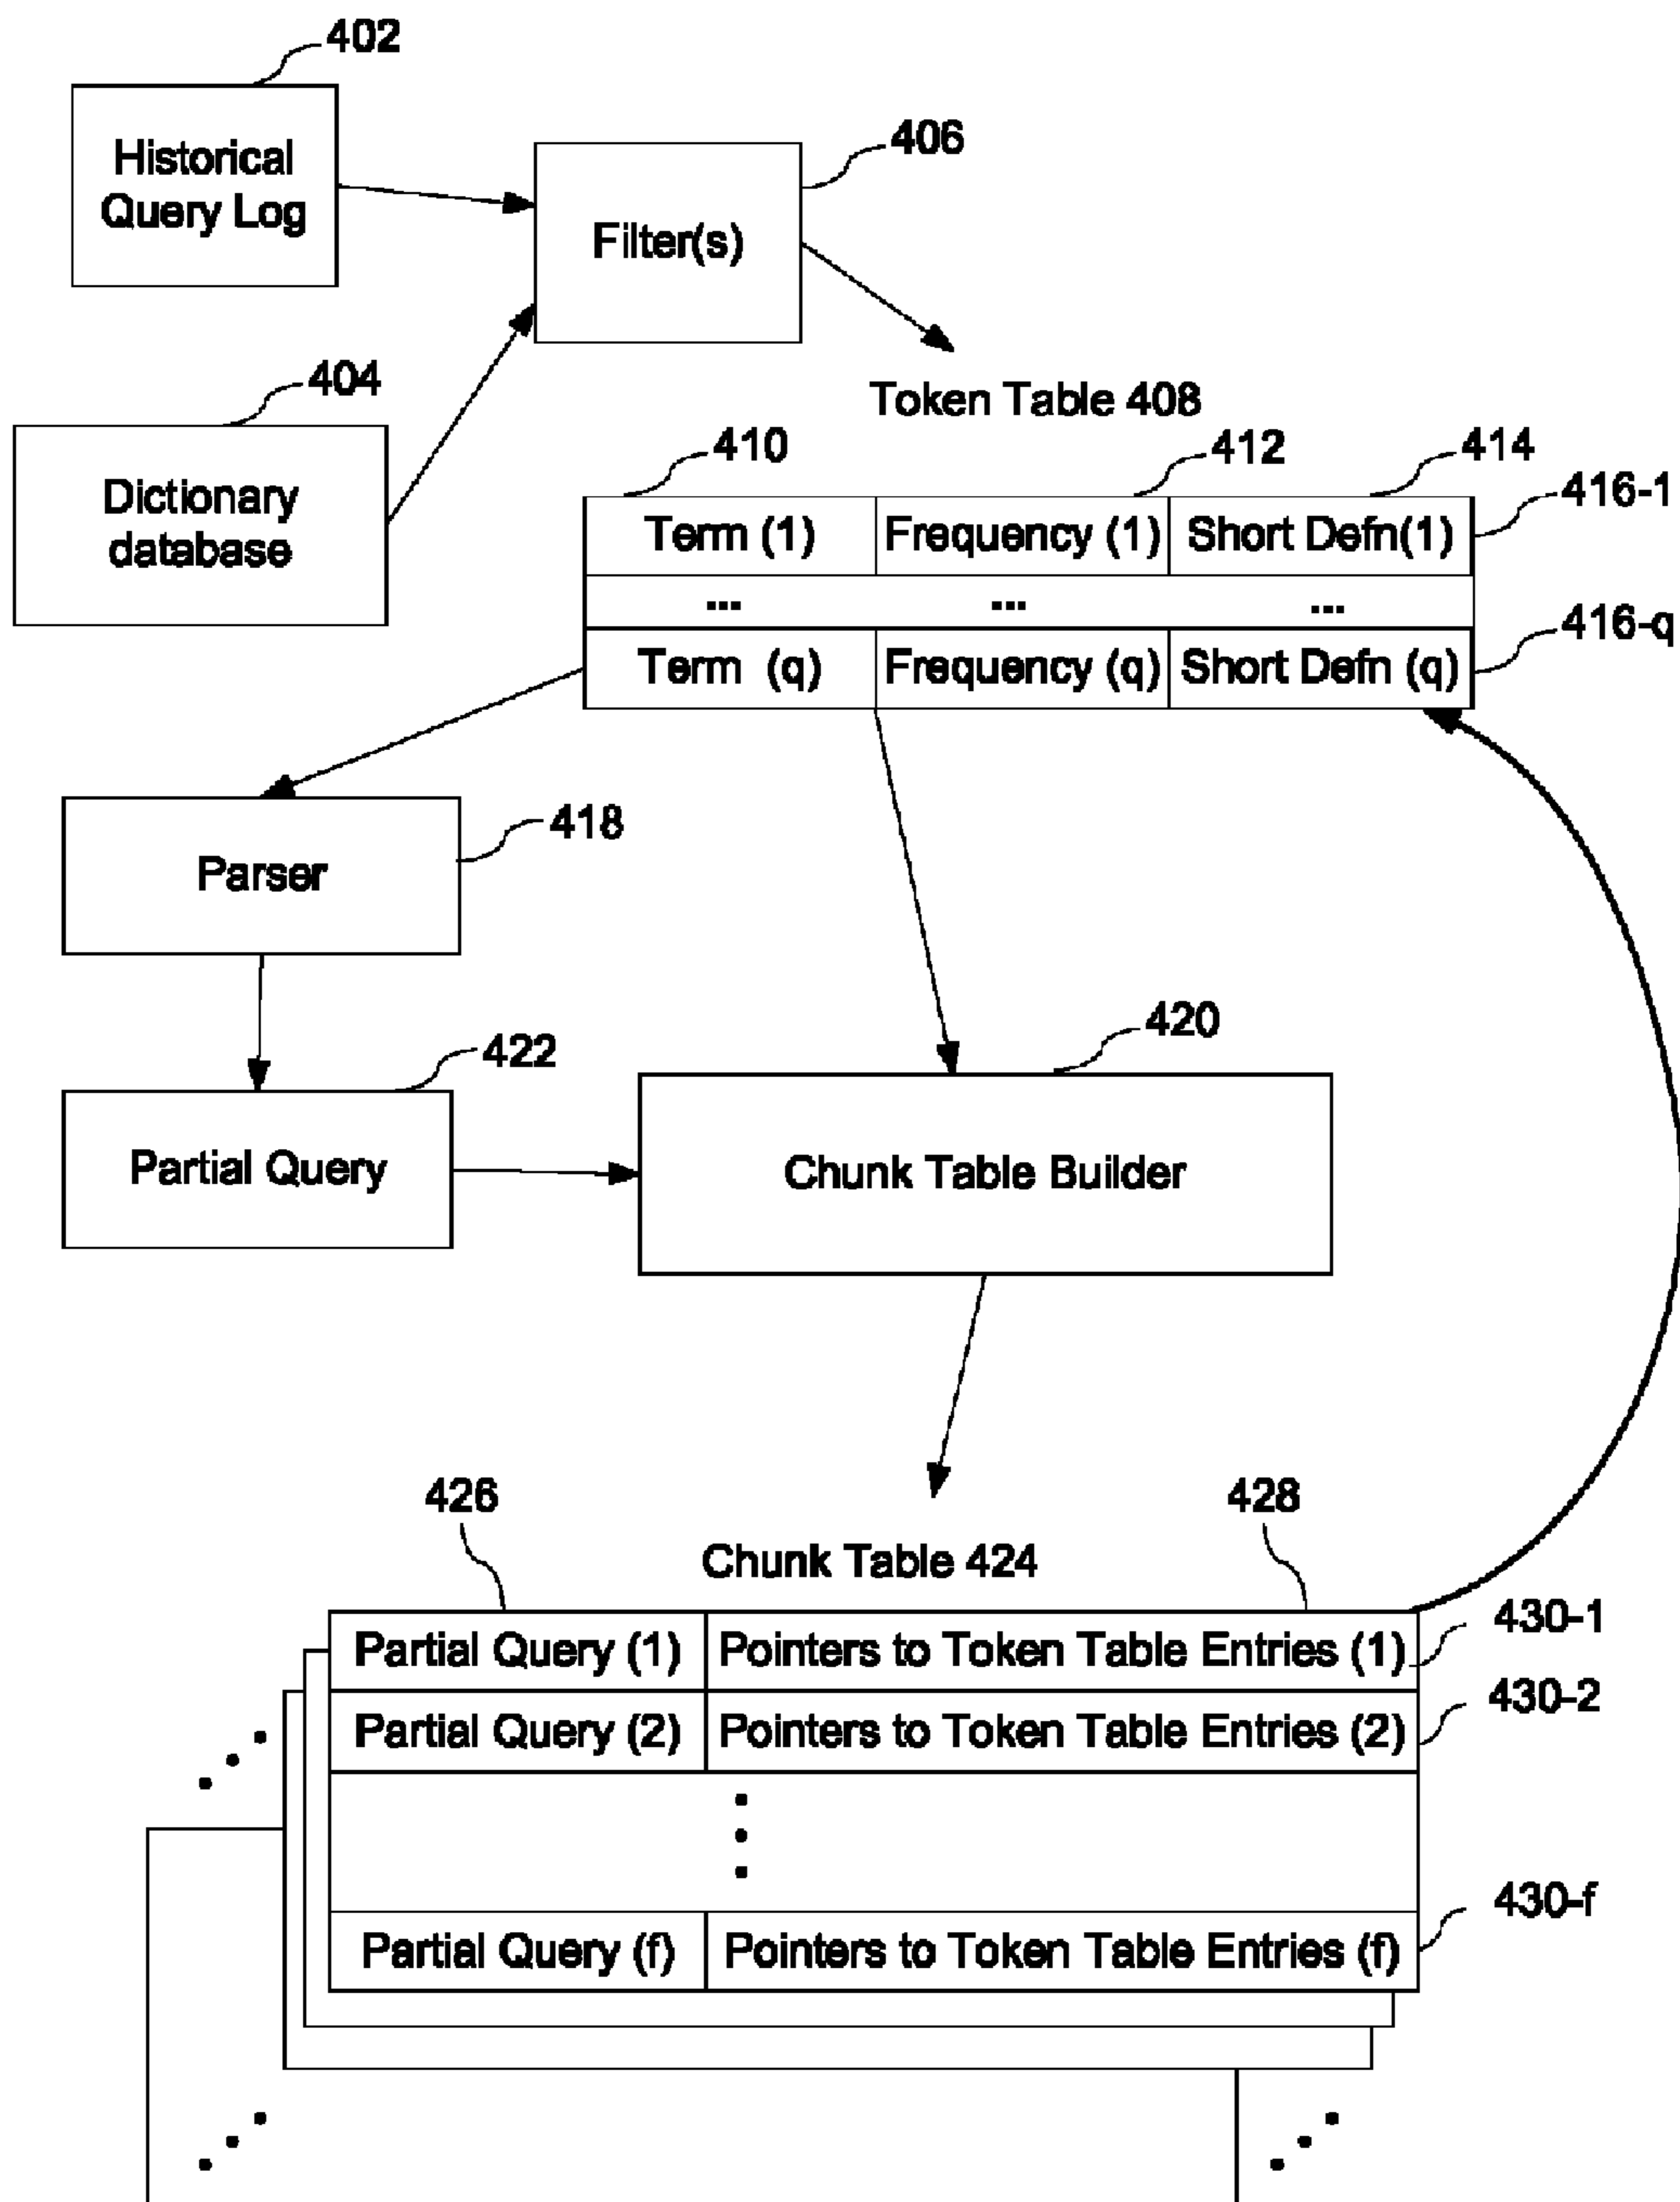 402
Historical
Query Log
406
Filter(s)
404
Dictionary
database
Token Table 408
410
412
414
Term (1) Frequency (1) Short Defn(1)
416-1
... ... ...
Term (q) Frequency (q) Short Defn (q)
416-q
Parser
418
422
Partial Query
420
Chunk Table Builder
426
428
Chunk Table 424
Partial Query (1) Pointers to Token Table Entries (1)
430-1
Partial Query (2) Pointers to Token Table Entries (2)
430-2
Partial Query (f) Pointers to Token Table Entries (f)
430-f